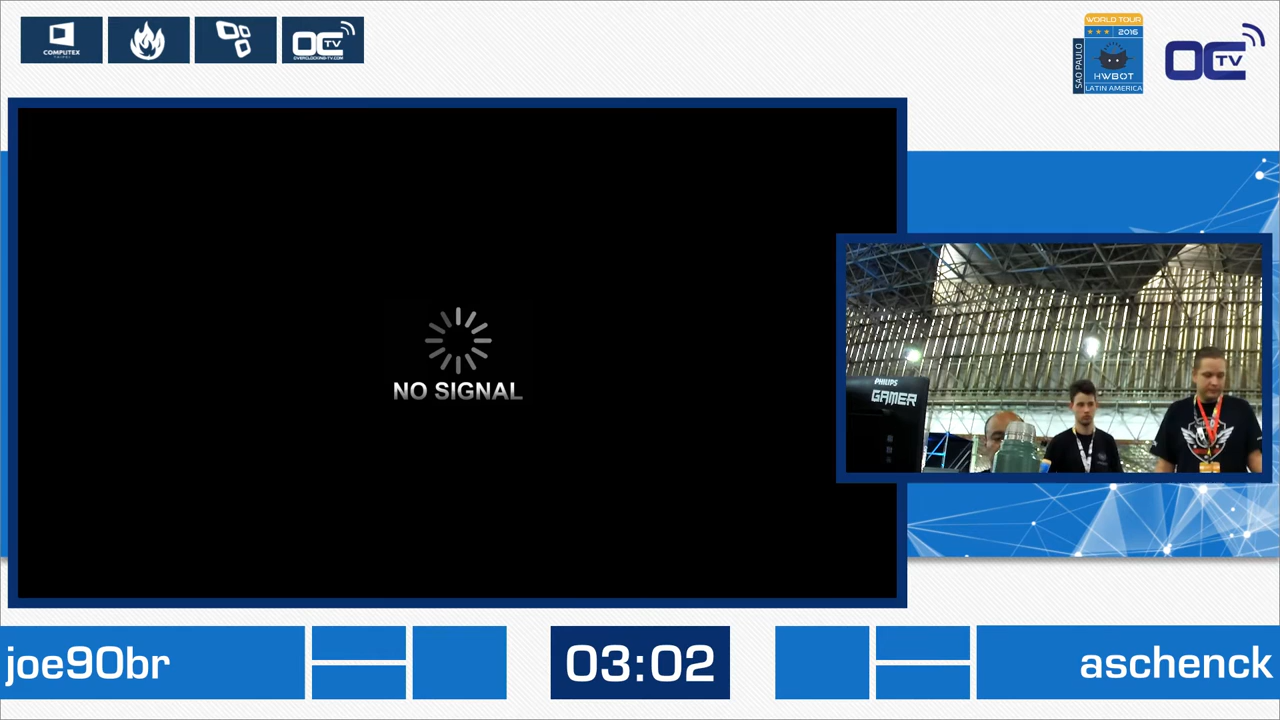 COMPUTEX
TAIPEI
OC TV
OVERCLOCKING-TV.COM
WORLD TOUR
2016
SAO PAULO
HWBOT
LATIN AMERICA
OC TV
NO SIGNAL
PHILIPS
GAMER
joe90br
03:02
aschenck